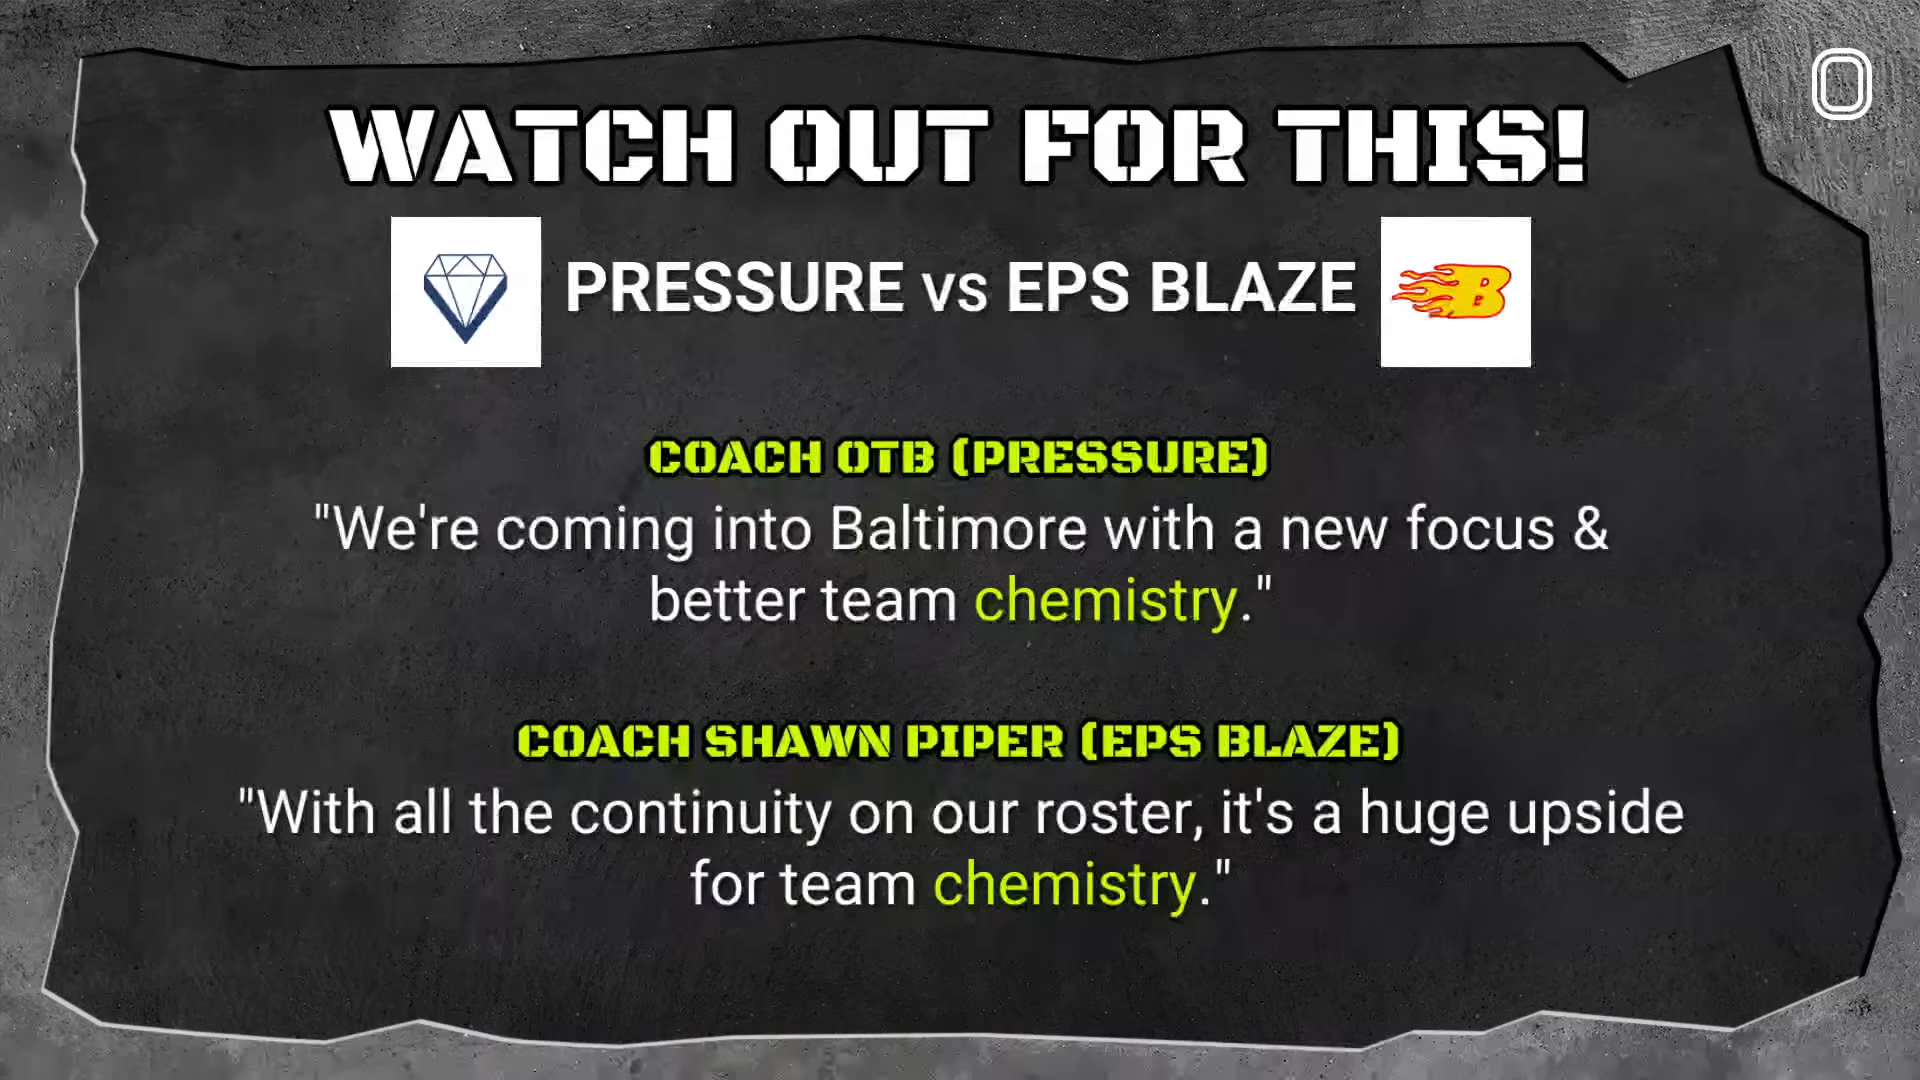 WATCH OUT FOR THIS!
PRESSURE vs EPS BLAZE
B
COACH OTB (PRESSURE)
"We're coming into Baltimore with a new focus &
better team chemistry."
COACH SHAWN PIPER (EPS BLAZE)
"With all the continuity on our roster, it's a huge upside
for team chemistry."